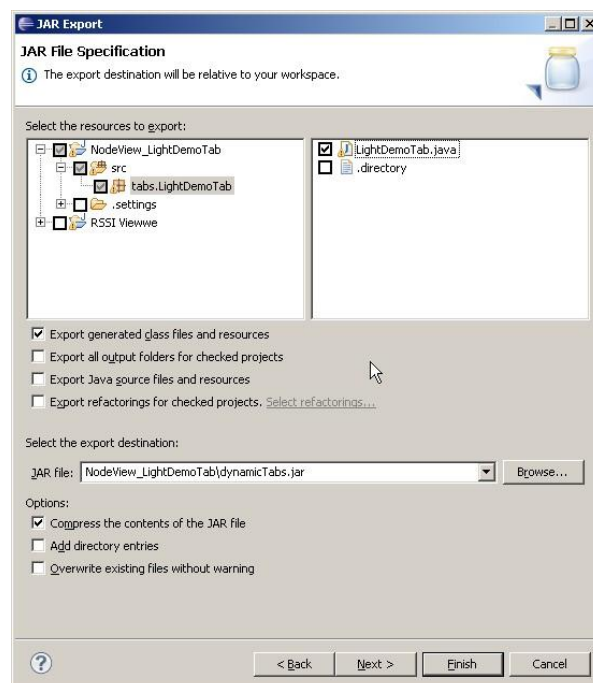 JAR Export
JAR File Specification
The export destination will be relative to your workspace.
Select the resources to export:
NodeView_LightDemoTab
src
tabs.LightDemoTab
.settings
RSSI Viewwe
LightDemoTab.java
.directory
Export generated class files and resources
Export all output folders for checked projects
Export Java source files and resources
Export refactorings for checked projects. Select refactorings...
Select the export destination:
JAR file: NodeView_LightDemoTab\dynamicTabs.jar Browse...
Options:
Compress the contents of the JAR file
Add directory entries
Overwrite existing files without warning
? < Back Next > Finish Cancel